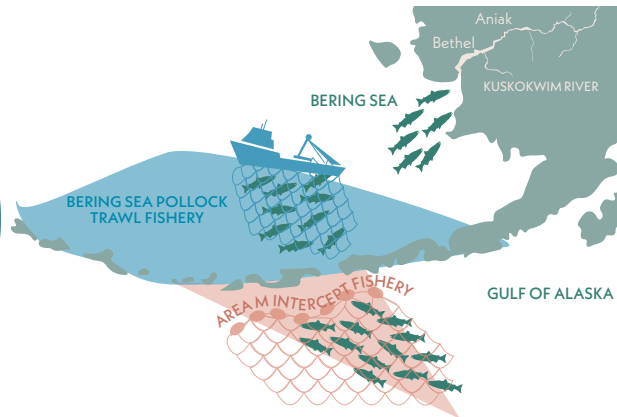 Aniak
Bethel
KUSKOKWIM RIVER
BERING SEA
BERING SEA POLLOCK
TRAWL FISHERY
AREA M INTERCEPT FISHERY
GULF OF ALASKA